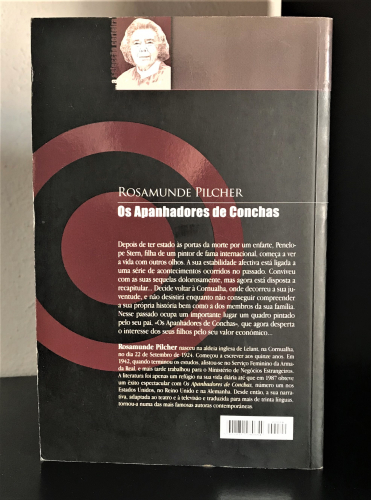 ROSAMUNDE PILCHER
Os Apanhadores de Conchas
Depois de ter estado às portas da morte por um enfarte, Penelo-
pe Stern, filha de um pintor de fama internacional, começa a ver
a vida com outros olhos. A sua estabilidade afectiva está ligada a
uma série de acontecimentos ocorridos no passado. Conviveu
com as suas sequelas dolorosamente, mas agora está disposta a
recapitular... Decide voltar à Cornualha, onde decorreu a sua ju-
ventude, e não desistirá enquanto não conseguir compreender
a sua própria história bem como a dos membros da sua família.
Nesse passado ocupa um importante lugar um quadro pintado
pelo seu pai, «Os Apanhadores de Conchas», que agora desperta
o interesse dos seus filhos pelo seu valor económico...
Rosamunde Pilcher nasceu na aldeia inglesa de Lelant, na Cornualha,
no dia 22 de Setembro de 1924. Começou a escrever aos quatro anos. Em
1942, quando terminou os estudos, alistou-se no Serviço Feminino da Arma-
da Real, e mais tarde trabalhou para o Ministério de Negócios Estrangeiros.
A literatura foi apenas um refúgio na sua vida diária até que em 1987 obteve
um êxito espectacular com Os Apanhadores de Conchas, número um nos
Estados Unidos, no Reino Unido e na Alemanha. Desde então, a sua narra-
tiva, adaptada ao teatro e à televisão e traduzida para mais de trinta línguas,
tornou-a numa das mais famosas autoras contemporâneas.